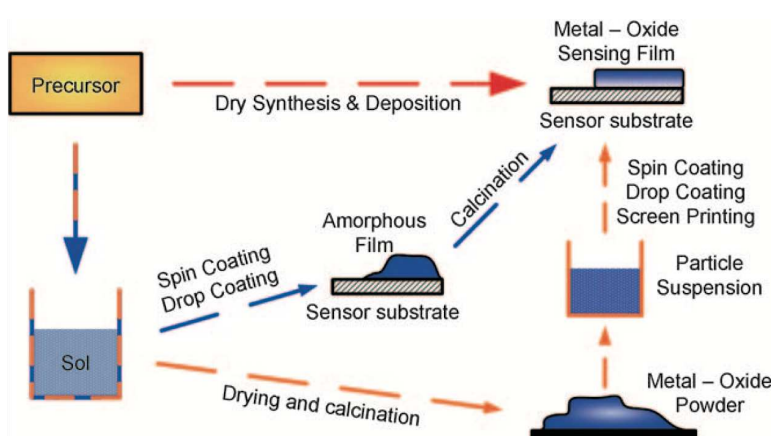 Precursor
Dry Synthesis & Deposition
Metal – Oxide
Sensing Film
Sensor substrate
Calcination
Spin Coating
Drop Coating
Screen Printing
Amorphous
Film
Sensor substrate
Spin Coating
Drop Coating
Particle
Suspension
Sol
Drying and calcination
Metal – Oxide
Powder